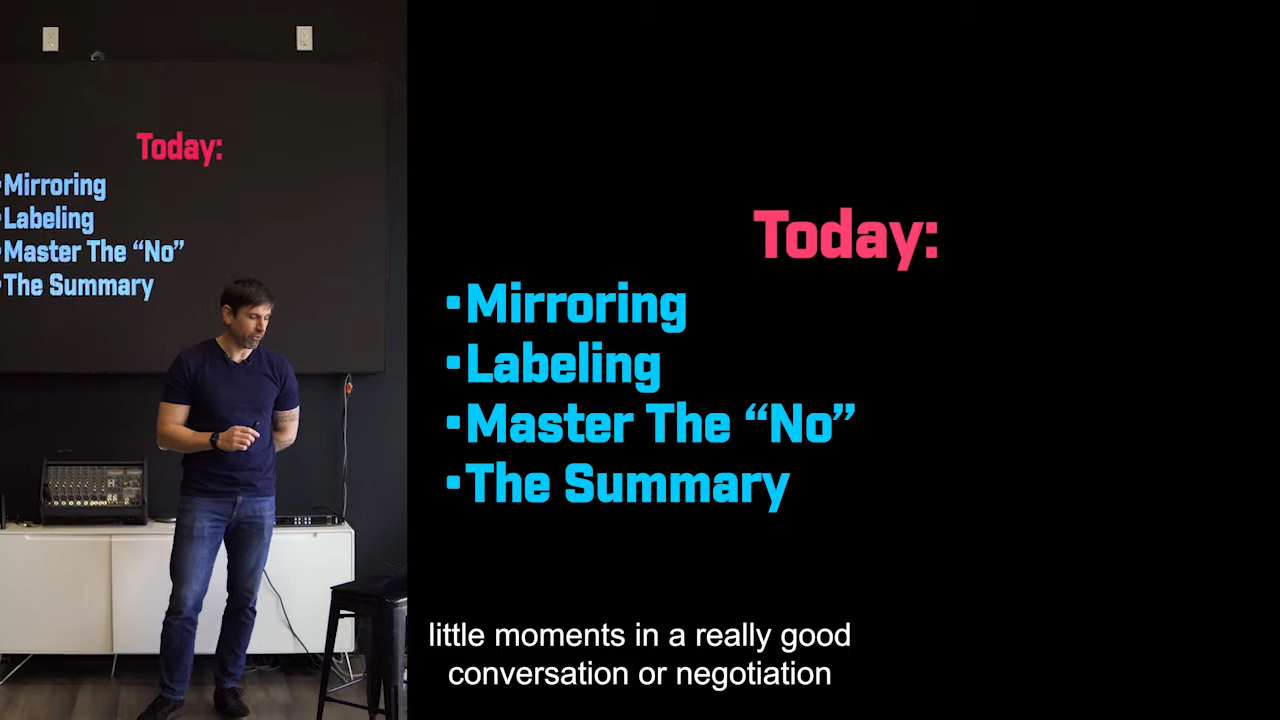 Today:
•Mirroring
•Labeling
•Master The “No”
•The Summary
Today:
•Mirroring
•Labeling
•Master The “No”
•The Summary
little moments in a really good
conversation or negotiation